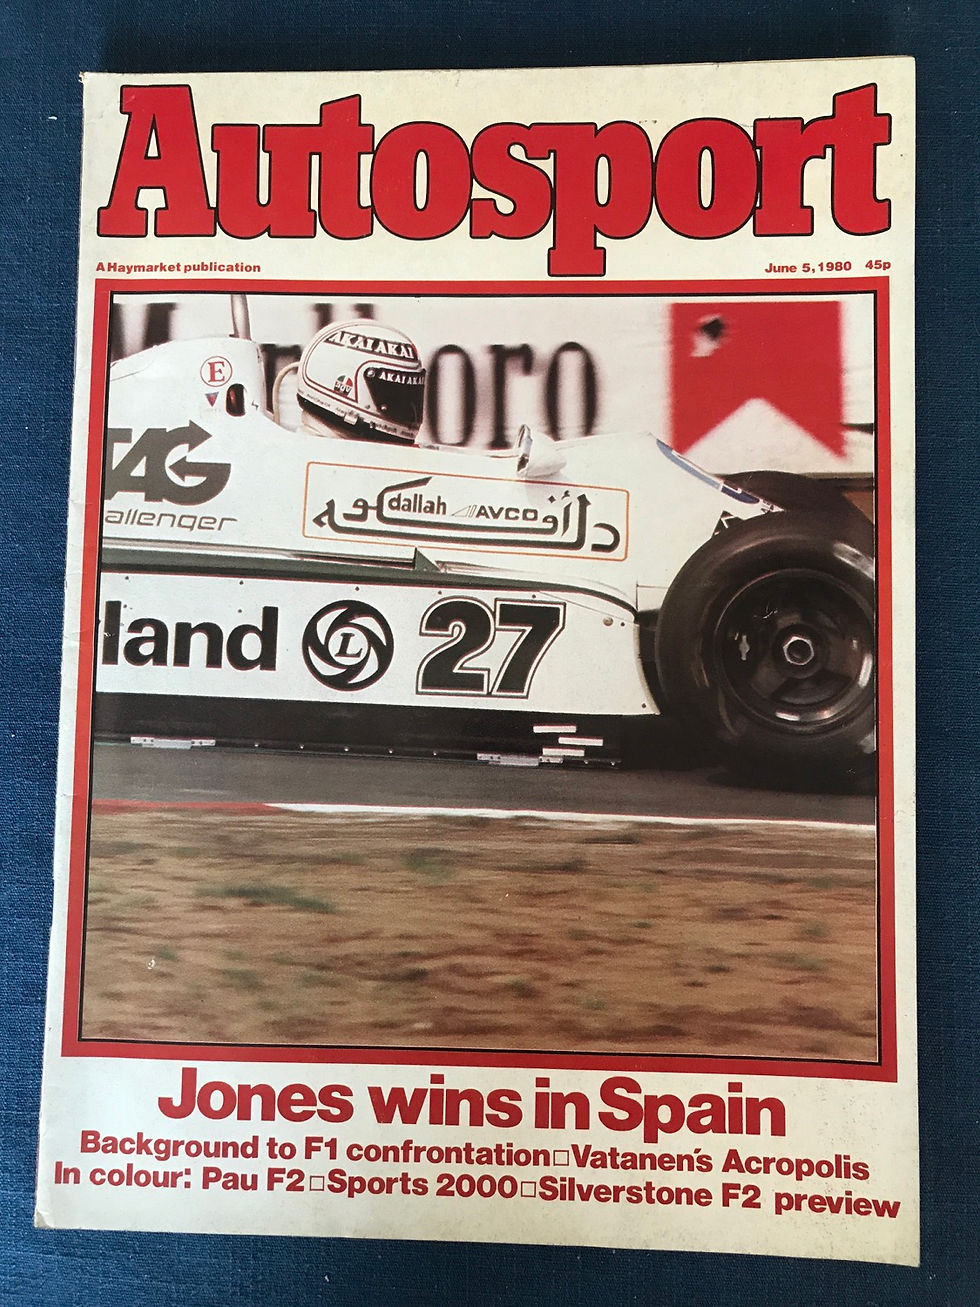 Autosport
A Haymarket publication
June 5, 1980 45p
Marlboro
AKAI AKAI
AKAI AKAI
AGV
E
TAG
allenger
dallah AVCO
دلة أفكو
land L 27
Jones wins in Spain
Background to F1 confrontation□Vatanen's Acropolis
In colour: Pau F2□Sports 2000□Silverstone F2 preview